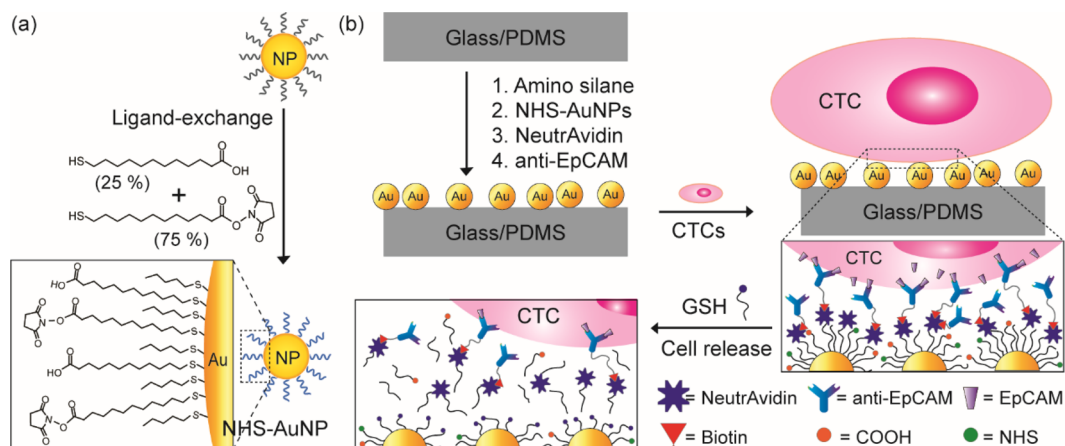 (a)
NP
Ligand-exchange
HS
O
OH
(25 %)
+
HS
O
O
N
O
O
(75 %)
O
HO
S
S
O
N
O
O
O
S
S
Au
O
HO
S
S
O
N
O
O
O
S
S
NP
NHS-AuNP
(b)
Glass/PDMS
1. Amino silane
2. NHS-AuNPs
3. NeutrAvidin
4. anti-EpCAM
Au Au Au Au Au Au Au
Glass/PDMS
CTCs
CTC
Au Au Au Au Au Au Au
Glass/PDMS
CTC
GSH
Cell release
CTC
= NeutrAvidin
= anti-EpCAM
= EpCAM
= Biotin
= COOH
= NHS